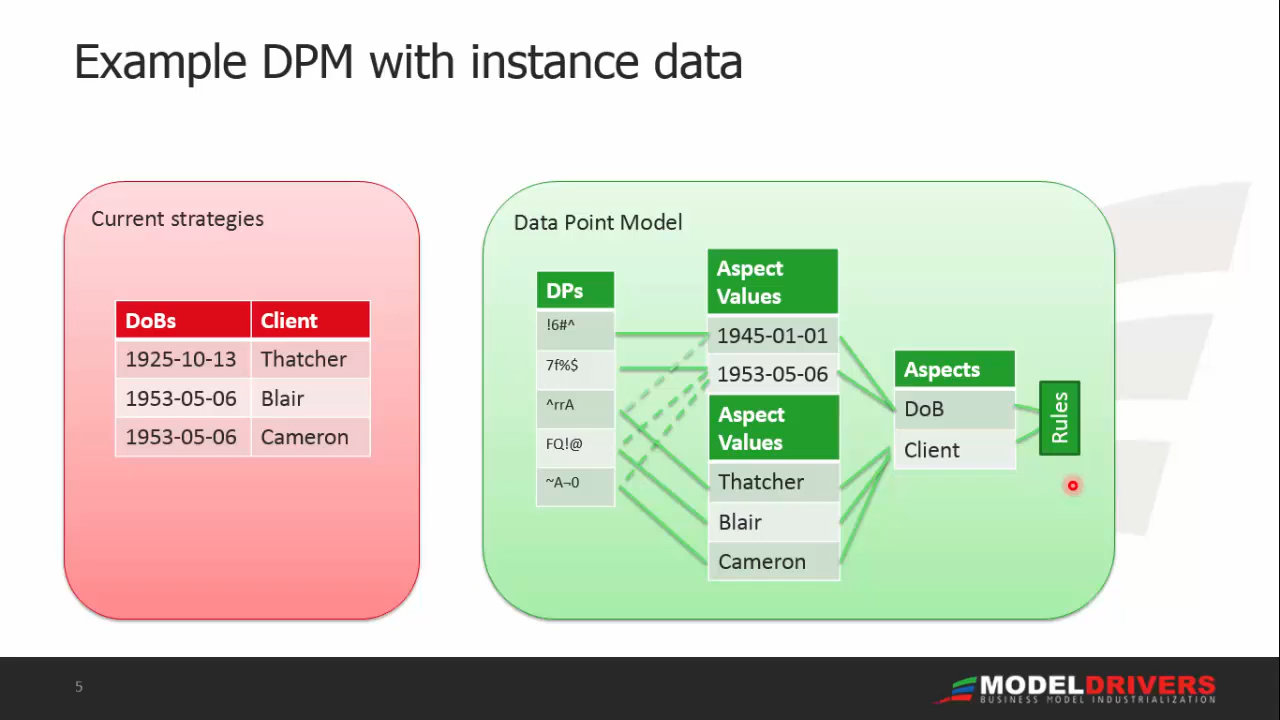 Example DPM with instance data
Current strategies
DoBs Client
1925-10-13 Thatcher
1953-05-06 Blair
1953-05-06 Cameron
Data Point Model
DPs
!6#^
7f%$
^rrA
FQ!@
~A¬0
Aspect
Values
1945-01-01
1953-05-06
Aspect
Values
Thatcher
Blair
Cameron
Aspects
DoB
Client
Rules
5
MODELDRIVERS
BUSINESS MODEL INDUSTRIALIZATION